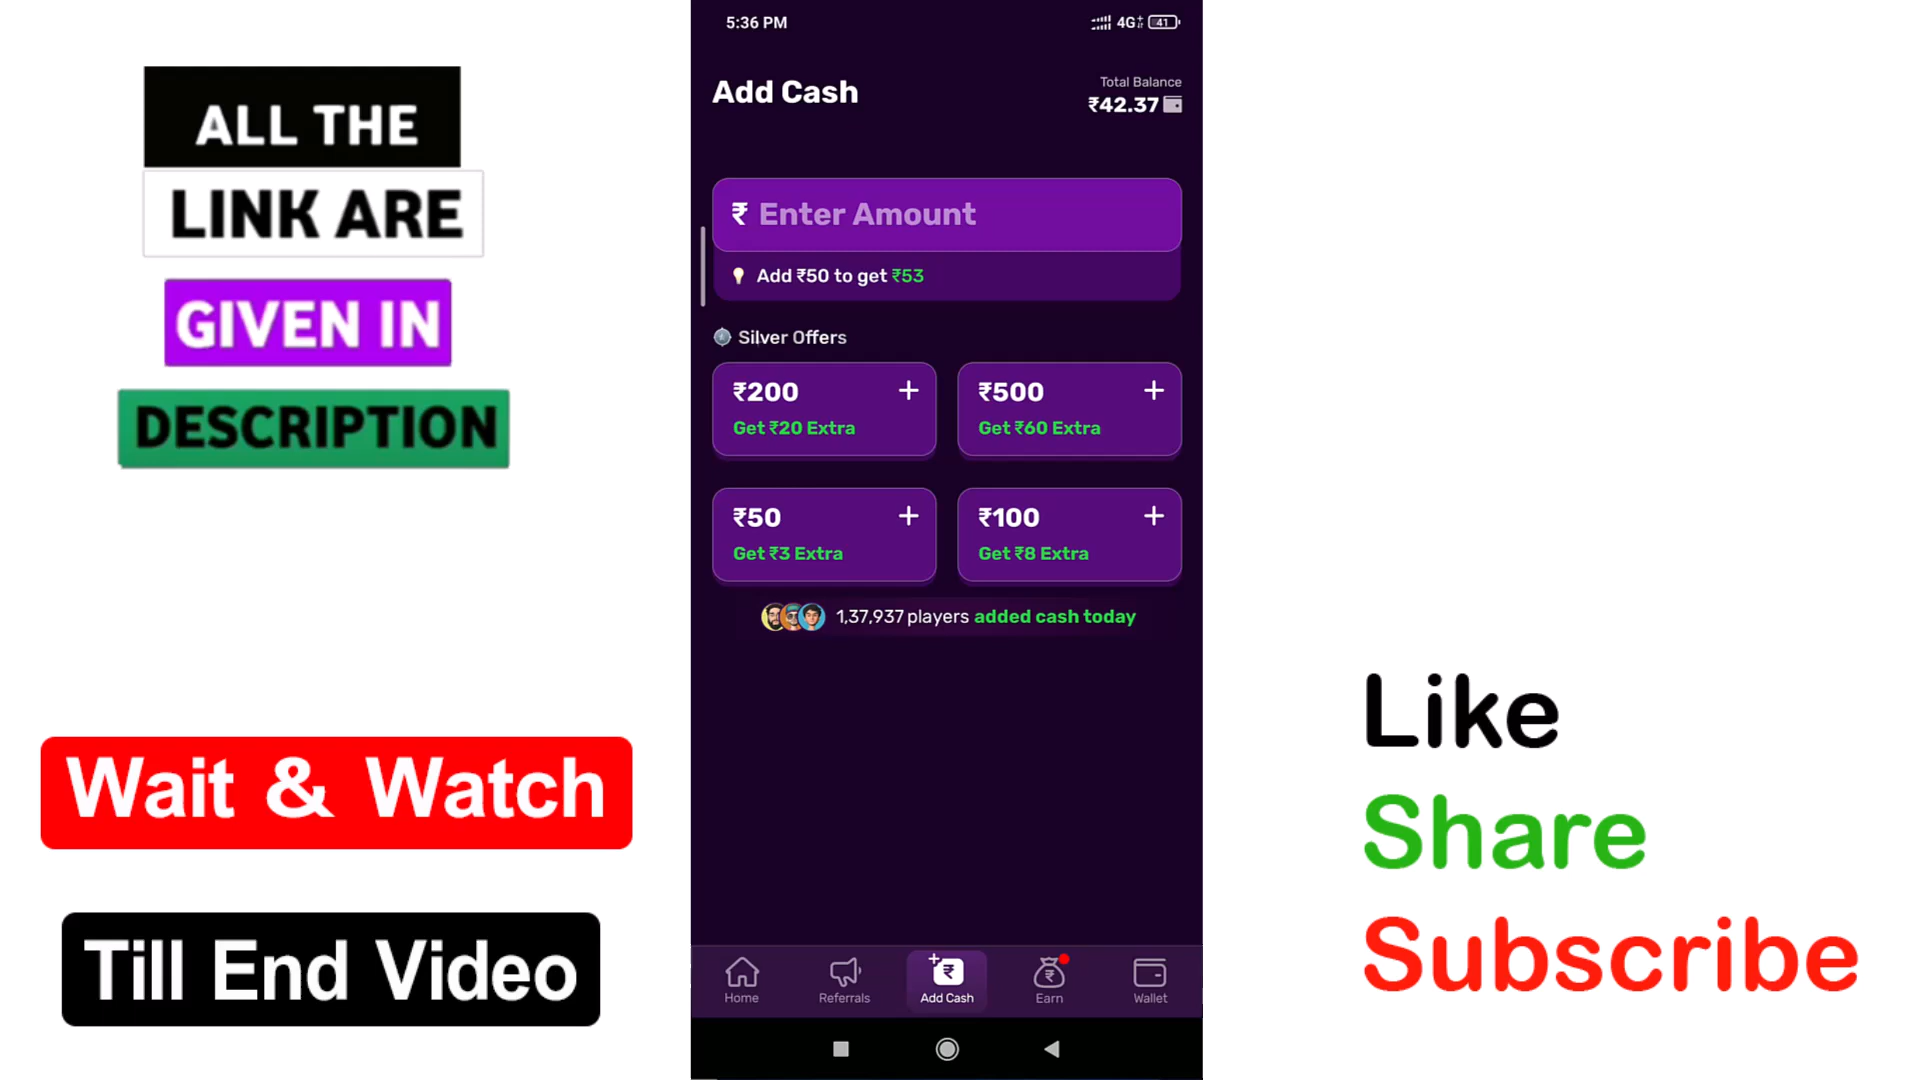 ALL THE
LINK ARE
GIVEN IN
DESCRIPTION
Wait & Watch
Till End Video
5:36 PM
4G+ 41
Add Cash
Total Balance
₹42.37
₹ Enter Amount
Add ₹50 to get ₹53
Silver Offers
₹200 +
Get ₹20 Extra
₹500 +
Get ₹60 Extra
₹50 +
Get ₹3 Extra
₹100 +
Get ₹8 Extra
1,37,937 players added cash today
Home
Referrals
Add Cash
Earn
Wallet
Like
Share
Subscribe